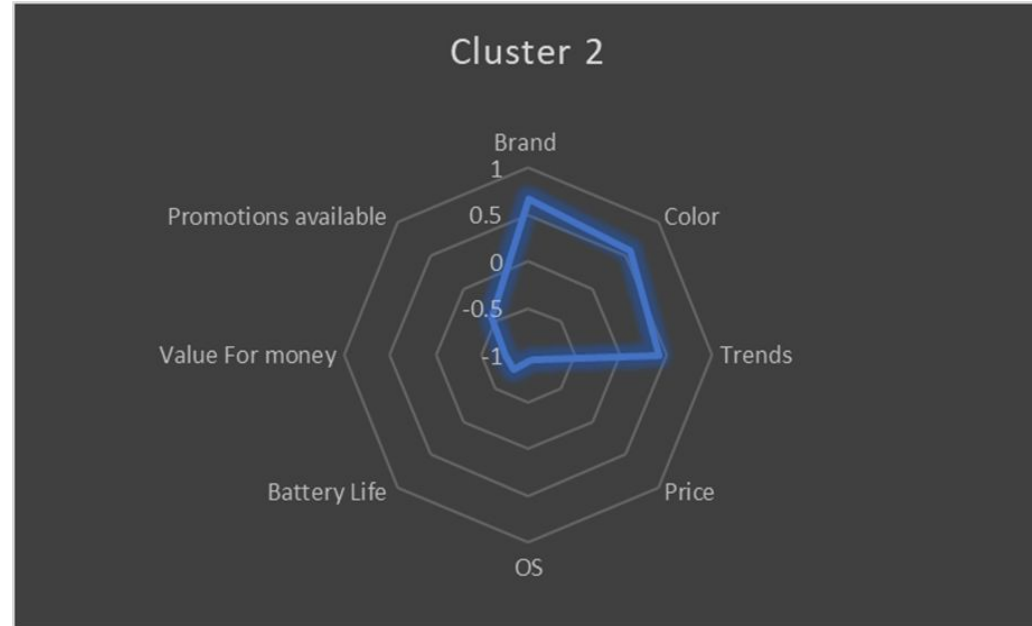 Cluster 2
Brand
1
Promotions available
0.5
Color
0
-0.5
Value For money
-1
Trends
Battery Life
Price
OS